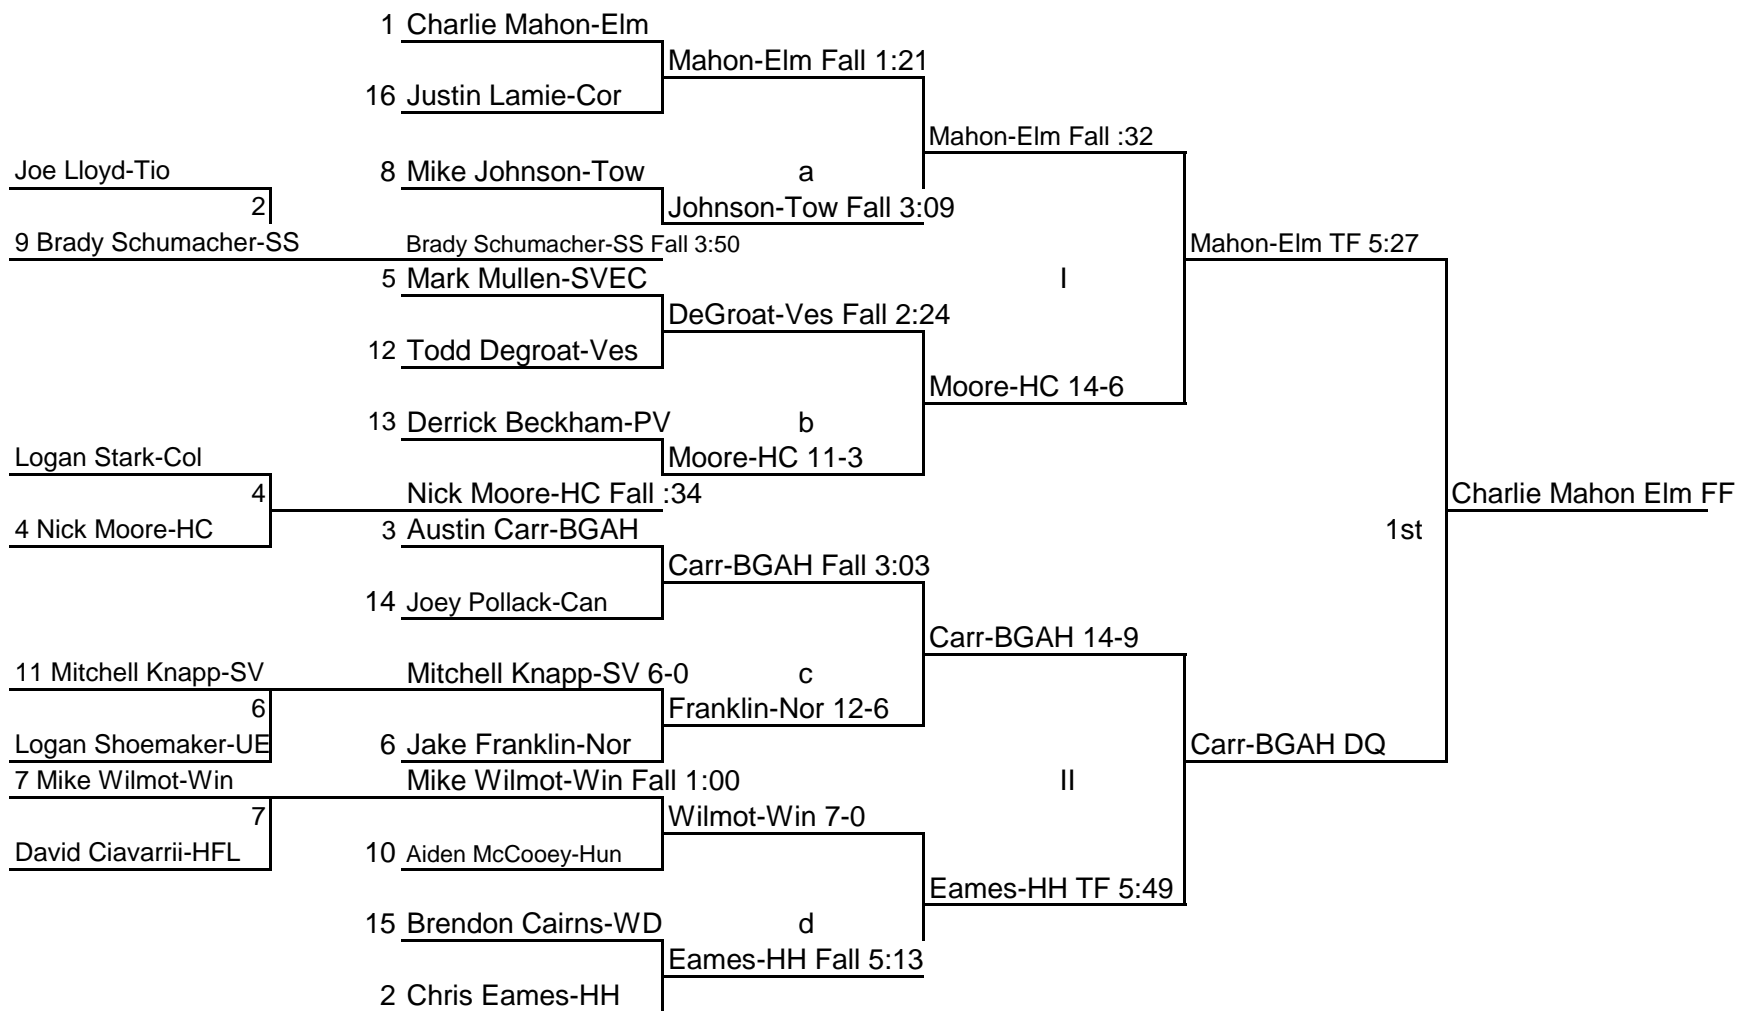 1 Charlie Mahon-Elm
Mahon-Elm Fall 1:21
16 Justin Lamie-Cor
Mahon-Elm Fall :32
Joe Lloyd-Tio
8 Mike Johnson-Tow
a
2
Johnson-Tow Fall 3:09
9 Brady Schumacher-SS
Brady Schumacher-SS Fall 3:50
Mahon-Elm TF 5:27
5 Mark Mullen-SVEC
I
DeGroat-Ves Fall 2:24
12 Todd Degroat-Ves
Moore-HC 14-6
13 Derrick Beckham-PV
b
Logan Stark-Col
Moore-HC 11-3
4
Nick Moore-HC Fall :34
Charlie Mahon Elm FF
4 Nick Moore-HC
3 Austin Carr-BGAH
1st
Carr-BGAH Fall 3:03
14 Joey Pollack-Can
Carr-BGAH 14-9
11 Mitchell Knapp-SV
Mitchell Knapp-SV 6-0
c
6
Franklin-Nor 12-6
Logan Shoemaker-UE
6 Jake Franklin-Nor
Carr-BGAH DQ
7 Mike Wilmot-Win
Mike Wilmot-Win Fall 1:00
II
7
Wilmot-Win 7-0
David Ciavarrii-HFL
10 Aiden McCooey-Hun
Eames-HH TF 5:49
15 Brendon Cairns-WD
d
Eames-HH Fall 5:13
2 Chris Eames-HH